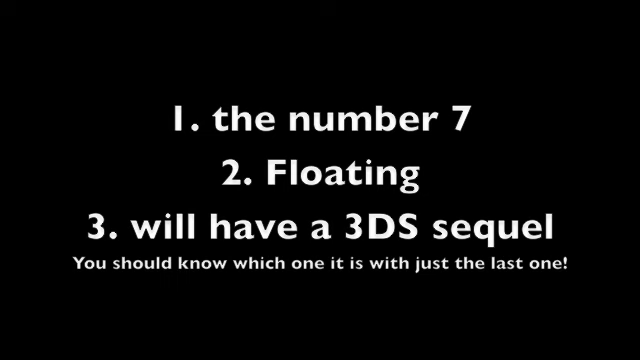 1. the number 7
2. Floating
3. will have a 3DS sequel
You should know which one it is with just the last one!